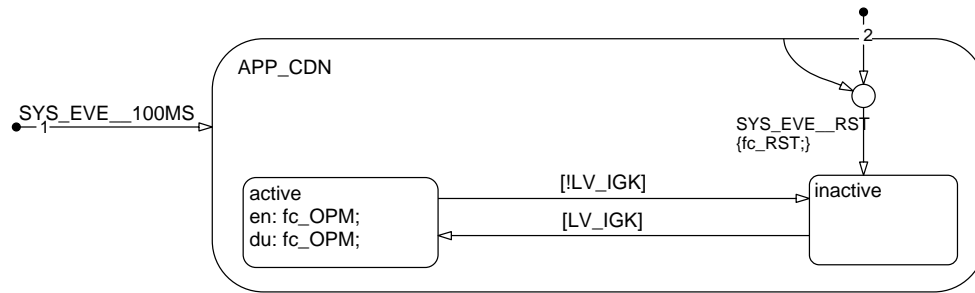 2
APP_CDN
SYS_EVE__100MS
1
SYS_EVE__RST
{fc_RST;}
[!LV_IGK]
active
en: fc_OPM;
du: fc_OPM;
inactive
[LV_IGK]